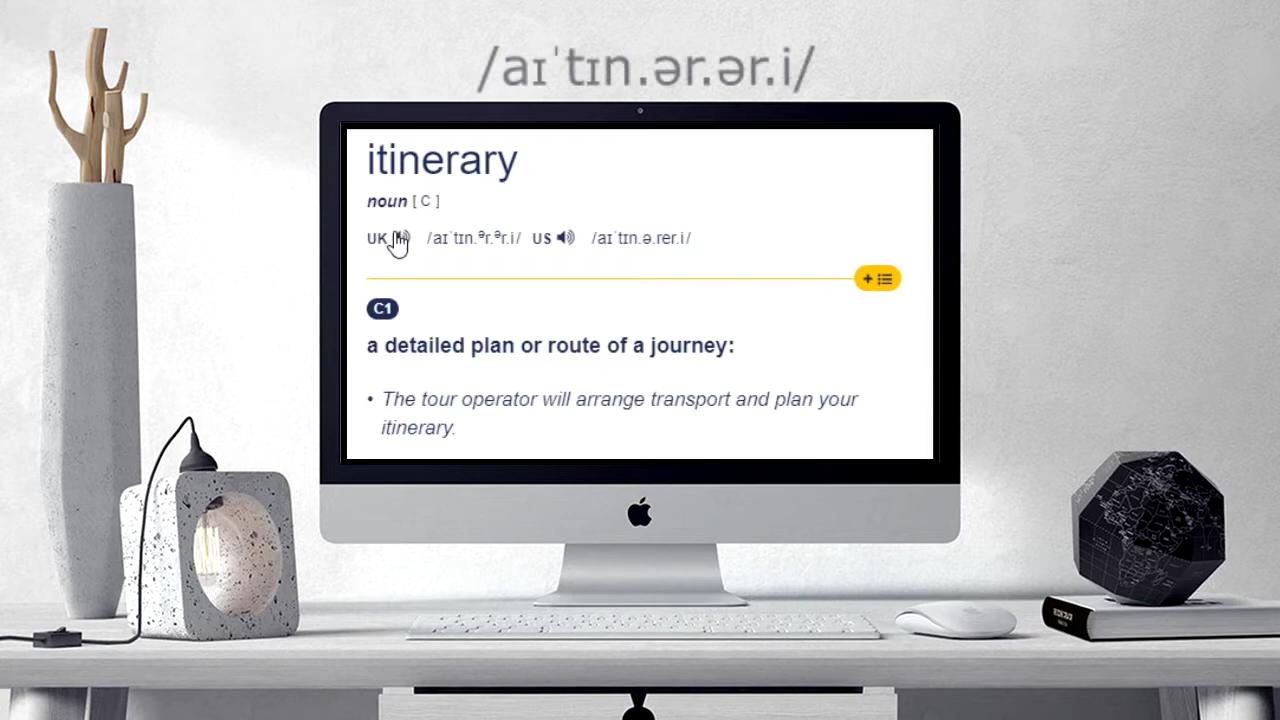 /aɪˈtɪn.ər.ər.i/
itinerary
noun [ C ]
UK /aɪˈtɪn.ᵊr.ᵊr.i/ US /aɪˈtɪn.ə.rer.i/
+
C1
a detailed plan or route of a journey:
• The tour operator will arrange transport and plan your
itinerary.